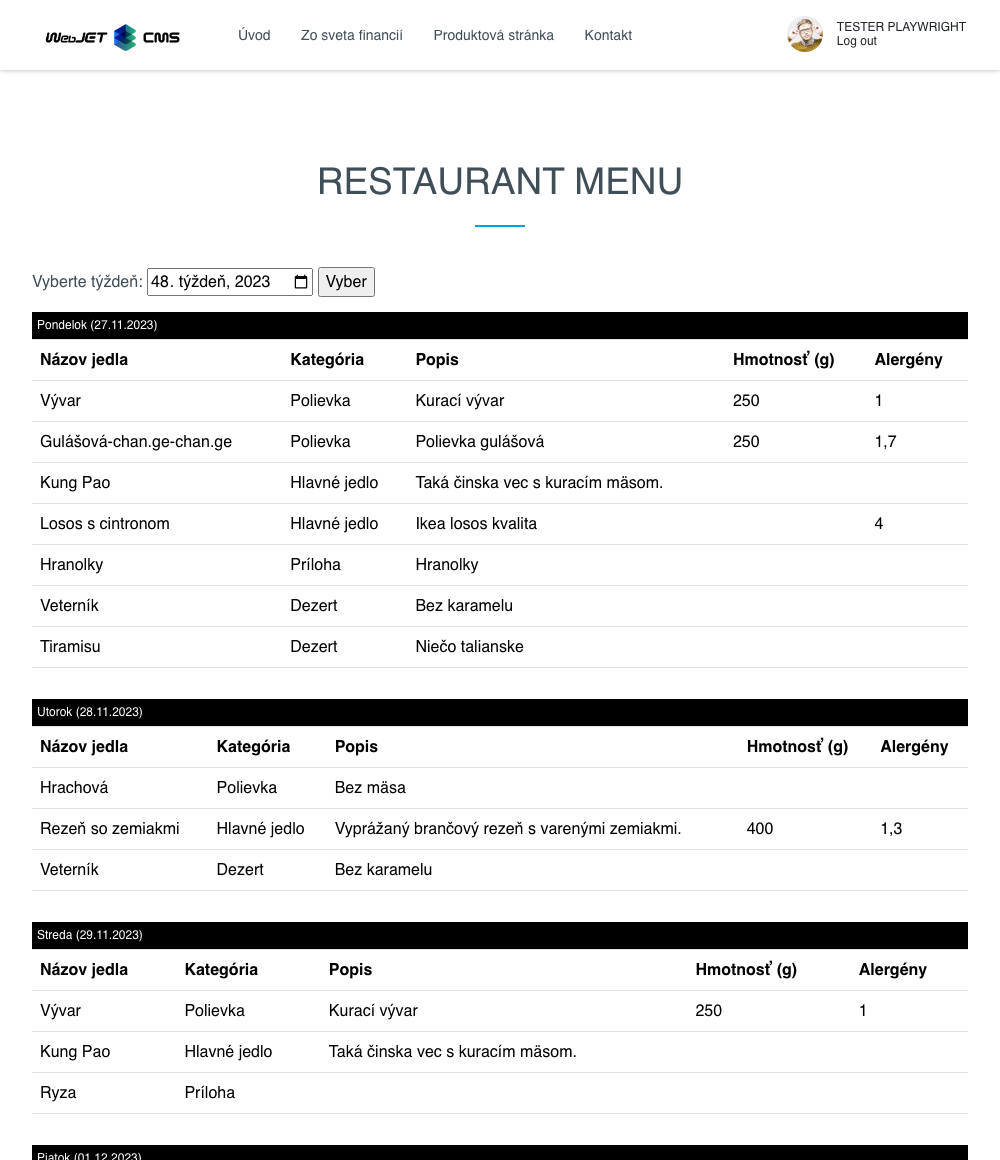 WebJET CMS
Úvod Zo sveta financií Produktová stránka Kontakt
TESTER PLAYWRIGHT
Log out
RESTAURANT MENU
Vyberte týždeň: 48. týždeň, 2023 Vyber
Pondelok (27.11.2023)
Názov jedla Kategória Popis Hmotnosť (g) Alergény
Vývar Polievka Kurací vývar 250 1
Gulášová-chan.ge-chan.ge Polievka Polievka gulášová 250 1,7
Kung Pao Hlavné jedlo Taká činska vec s kuracím mäsom.
Losos s cintronom Hlavné jedlo Ikea losos kvalita 4
Hranolky Príloha Hranolky
Veterník Dezert Bez karamelu
Tiramisu Dezert Niečo talianske
Utorok (28.11.2023)
Názov jedla Kategória Popis Hmotnosť (g) Alergény
Hrachová Polievka Bez mäsa
Rezeň so zemiakmi Hlavné jedlo Vyprážaný brančový rezeň s varenými zemiakmi. 400 1,3
Veterník Dezert Bez karamelu
Streda (29.11.2023)
Názov jedla Kategória Popis Hmotnosť (g) Alergény
Vývar Polievka Kurací vývar 250 1
Kung Pao Hlavné jedlo Taká činska vec s kuracím mäsom.
Ryza Príloha
Piatok (01.12.2023)